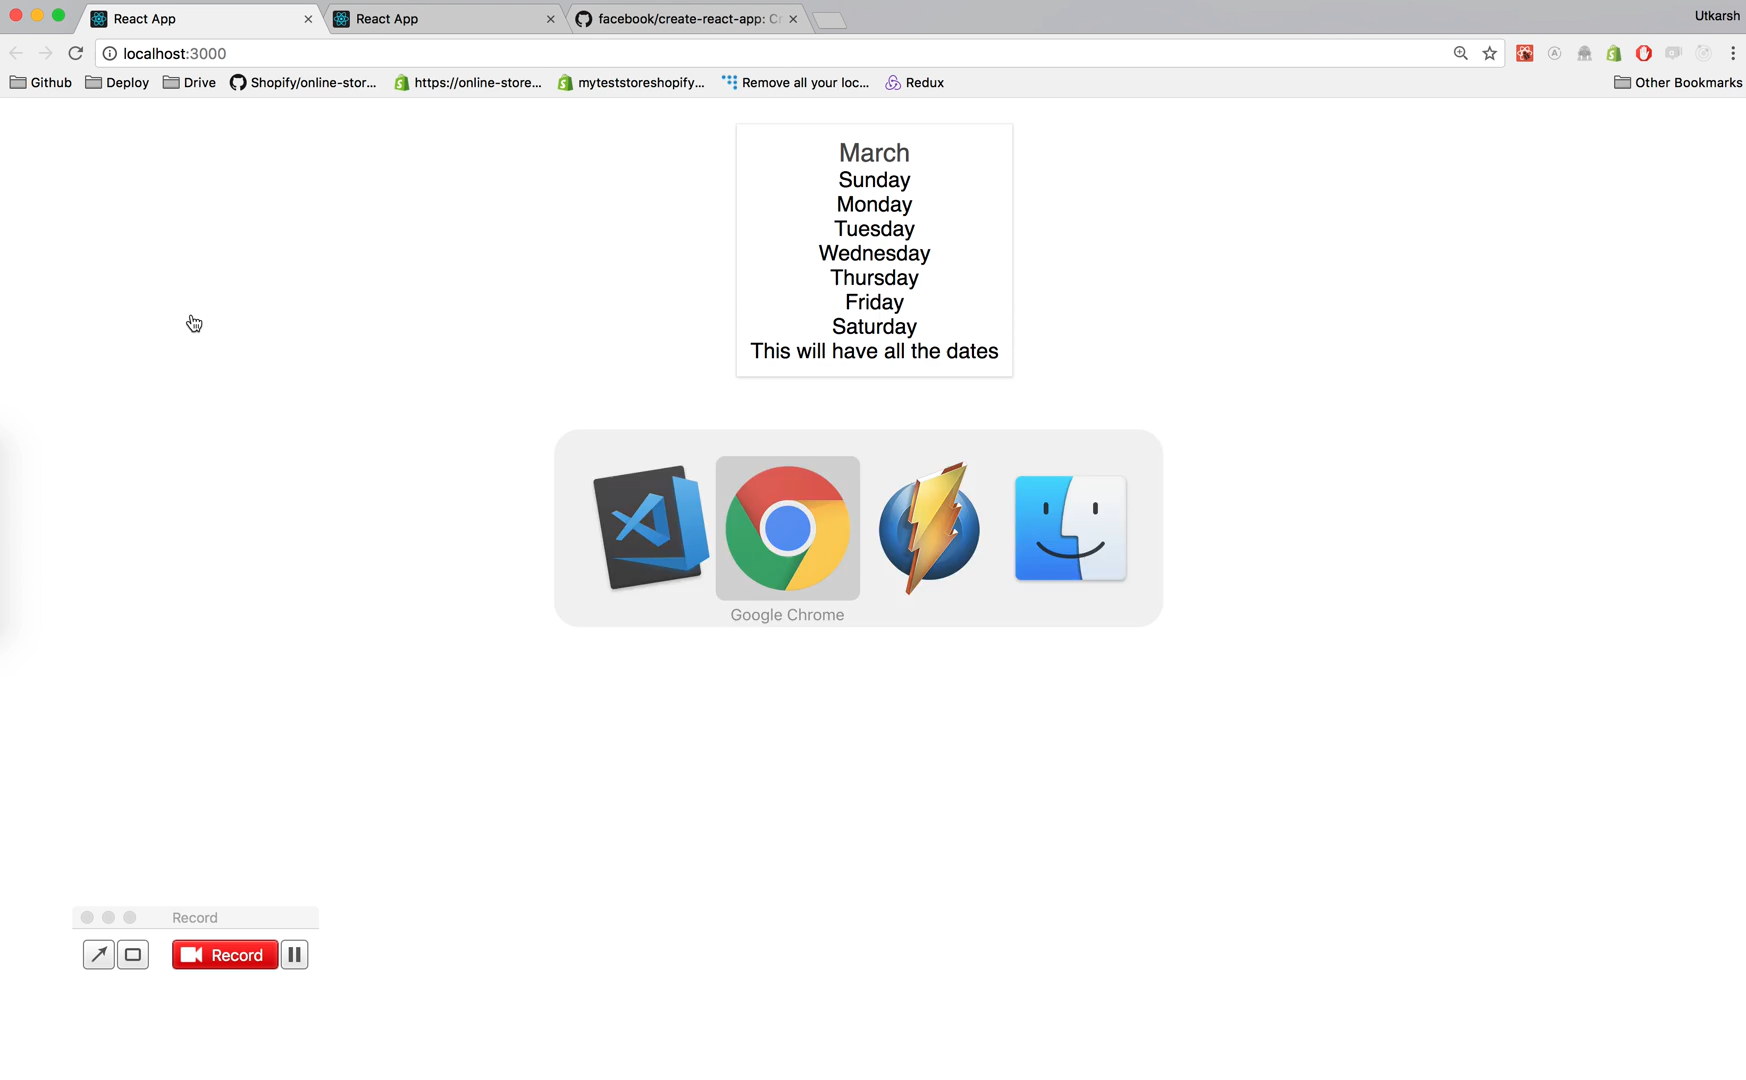 React App
React App
facebook/create-react-app: C
Utkarsh
localhost:3000
Github
Deploy
Drive
Shopify/online-stor...
https://online-store...
myteststoreshopify...
Remove all your loc...
Redux
Other Bookmarks
March
Sunday
Monday
Tuesday
Wednesday
Thursday
Friday
Saturday
This will have all the dates
Google Chrome
Record
Record